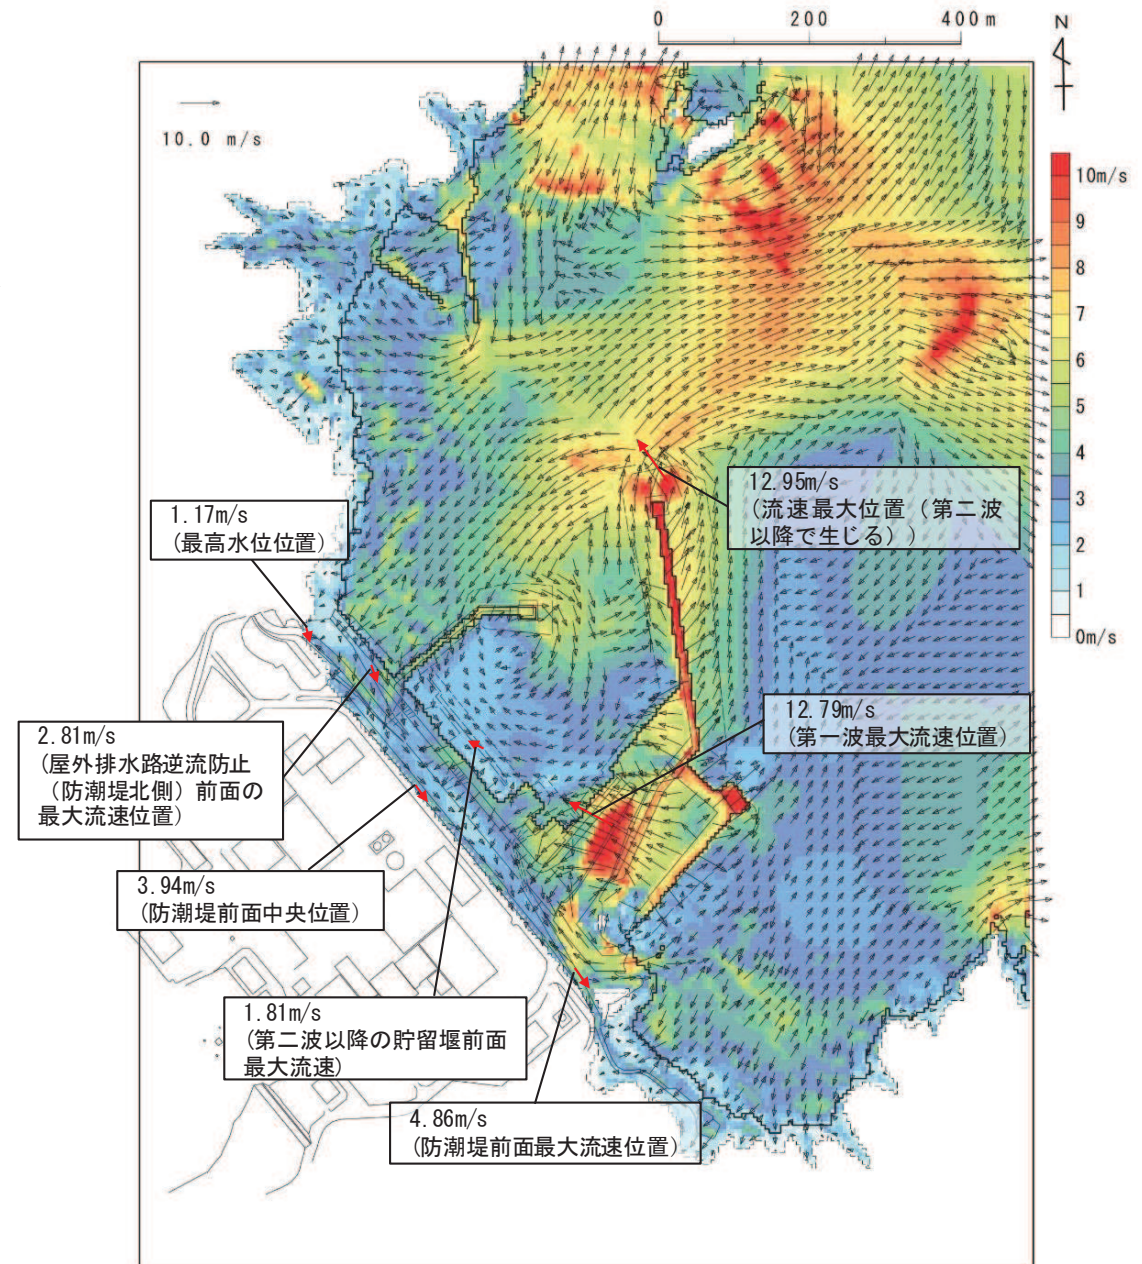 0 200 400m
N
10.0 m/s
10m/s
9
8
7
6
5
4
3
2
1
0m/s
12.95m/s
(流速最大位置(第二波
以降で生じる))
1.17m/s
(最高水位位置)
12.79m/s
(第一波最大流速位置)
2.81m/s
(屋外排水路逆流防止
(防潮堤北側)前面の
最大流速位置)
3.94m/s
(防潮堤前面中央位置)
1.81m/s
(第二波以降の貯留堰前面
最大流速)
4.86m/s
(防潮堤前面最大流速位置)